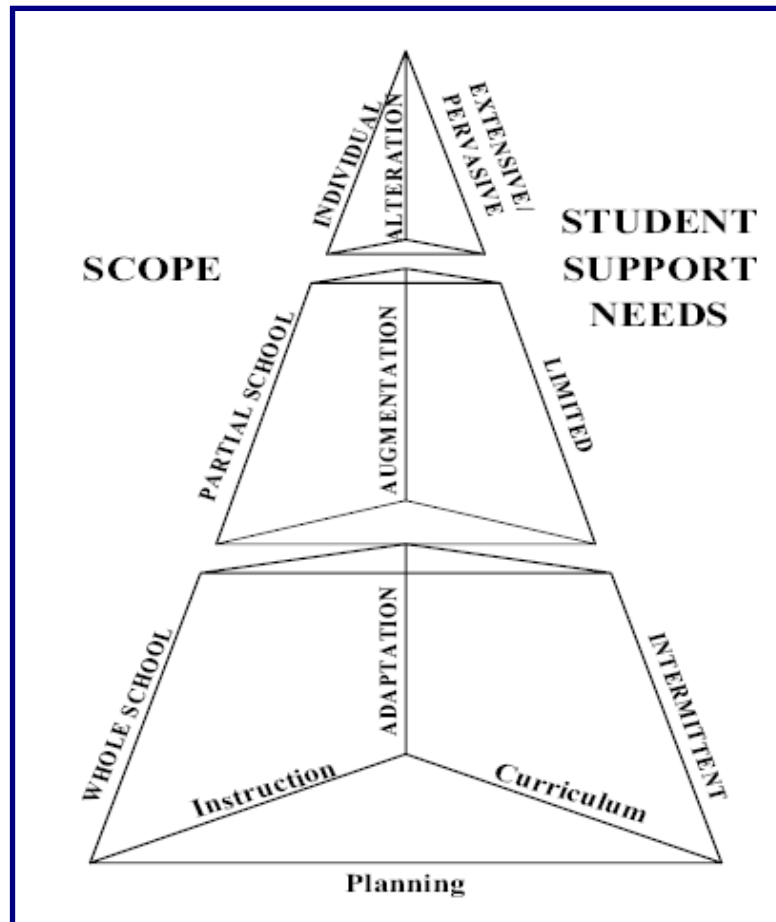 INDIVIDUAL
ALTERATION
EXTENSIVE/
PERVASIVE
SCOPE
STUDENT
SUPPORT
NEEDS
PARTIAL SCHOOL
AUGMENTATION
LIMITED
WHOLE SCHOOL
ADAPTATION
INTERMITTENT
Instruction
Curriculum
Planning